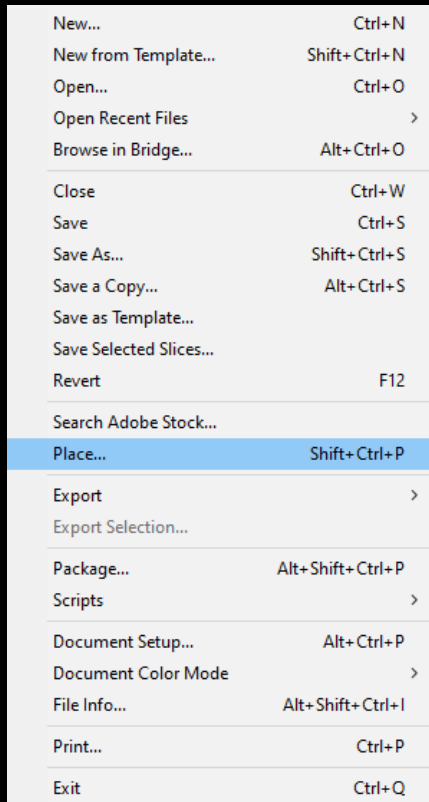 New... Ctrl+N
New from Template... Shift+Ctrl+N
Open... Ctrl+O
Open Recent Files >
Browse in Bridge... Alt+Ctrl+O
Close Ctrl+W
Save Ctrl+S
Save As... Shift+Ctrl+S
Save a Copy... Alt+Ctrl+S
Save as Template...
Save Selected Slices...
Revert F12
Search Adobe Stock...
Place... Shift+Ctrl+P
Export >
Export Selection...
Package... Alt+Shift+Ctrl+P
Scripts >
Document Setup... Alt+Ctrl+P
Document Color Mode >
File Info... Alt+Shift+Ctrl+I
Print... Ctrl+P
Exit Ctrl+Q